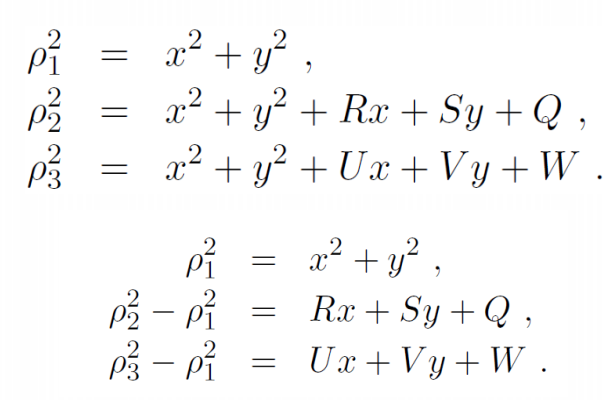 ρ₁² = x² + y² ,
ρ₂² = x² + y² + Rx + Sy + Q ,
ρ₃² = x² + y² + Ux + Vy + W .
ρ₁² = x² + y² ,
ρ₂² − ρ₁² = Rx + Sy + Q ,
ρ₃² − ρ₁² = Ux + Vy + W .